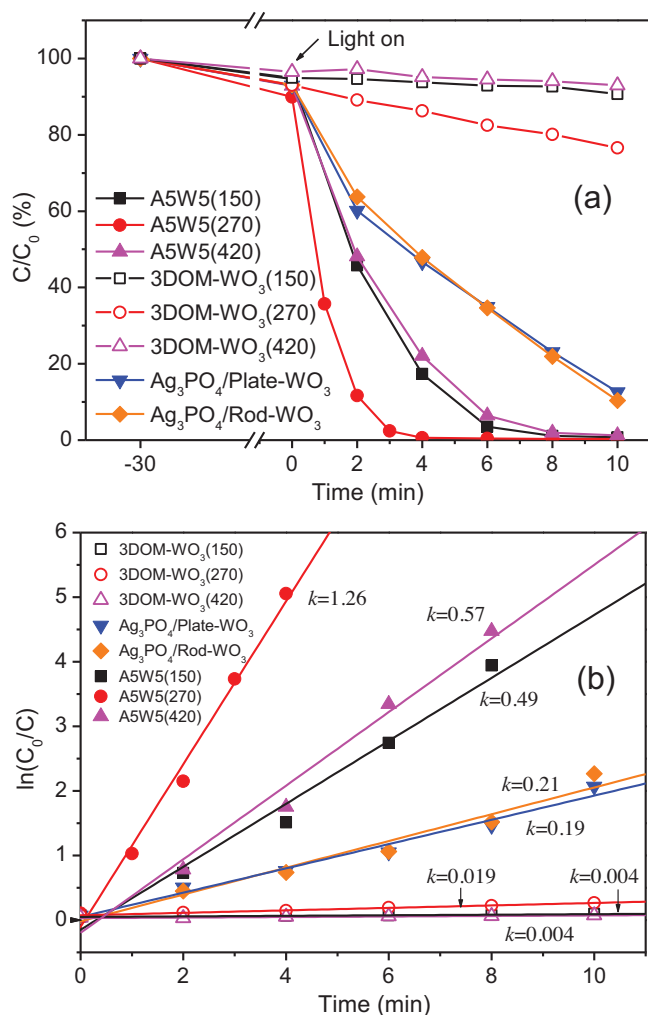 100
80
60
40
20
0
C/C₀ (%)
Light on
(a)
A5W5(150)
A5W5(270)
A5W5(420)
3DOM-WO₃(150)
3DOM-WO₃(270)
3DOM-WO₃(420)
Ag₃PO₄/Plate-WO₃
Ag₃PO₄/Rod-WO₃
-30 0 2 4 6 8 10
Time (min)
6
5
4
3
2
1
0
ln(C₀/C)
3DOM-WO₃(150)
3DOM-WO₃(270)
3DOM-WO₃(420)
Ag₃PO₄/Plate-WO₃
Ag₃PO₄/Rod-WO₃
A5W5(150)
A5W5(270)
A5W5(420)
k=1.26
k=0.57
(b)
k=0.49
k=0.21
k=0.19
k=0.019
k=0.004
k=0.004
0 2 4 6 8 10
Time (min)